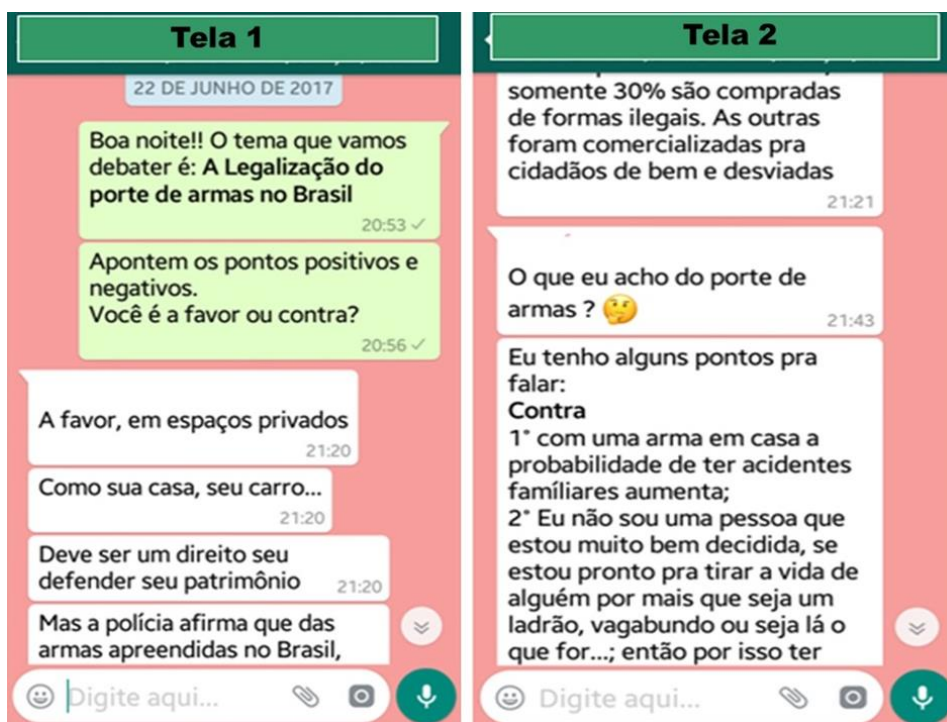 Tela 1
22 DE JUNHO DE 2017
Boa noite!! O tema que vamos
debater é: A Legalização do
porte de armas no Brasil
20:53
Apontem os pontos positivos e
negativos.
Você é a favor ou contra?
20:56
A favor, em espaços privados
21:20
Como sua casa, seu carro...
21:20
Deve ser um direito seu
defender seu patrimônio 21:20
Mas a polícia afirma que das
armas apreendidas no Brasil,
Digite aqui...
Tela 2
somente 30% são compradas
de formas ilegais. As outras
foram comercializadas pra
cidadãos de bem e desviadas
21:21
O que eu acho do porte de
armas ? 🤔
21:43
Eu tenho alguns pontos pra
falar:
Contra
1° com uma arma em casa a
probabilidade de ter acidentes
famíliares aumenta;
2° Eu não sou uma pessoa que
estou muito bem decidida, se
estou pronto pra tirar a vida de
alguém por mais que seja um
ladrão, vagabundo ou seja lá o
que for...; então por isso ter
Digite aqui...